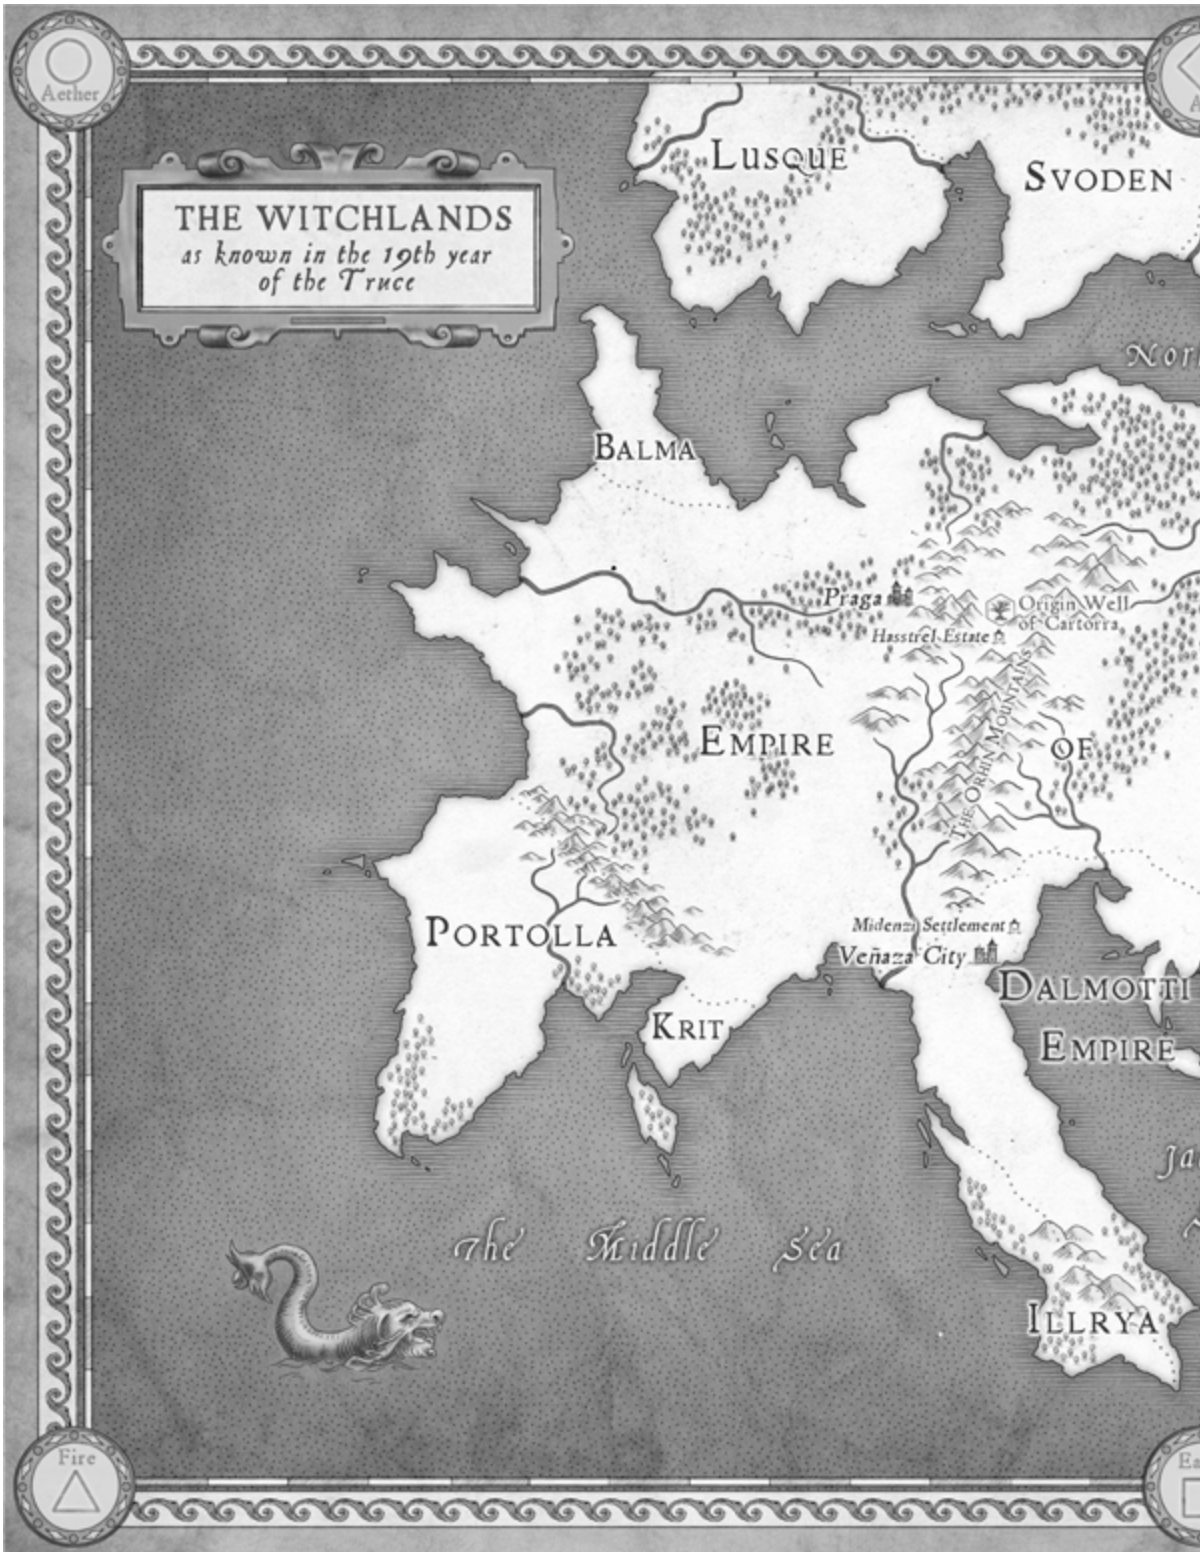 Aether
THE WITCHLANDS
as known in the 19th year
of the Truce
LUSQUE
SVODEN
BALMA
Praga
Origin Well
of Cartorra
Hasstrel Estate
THE ORHIN MOUNTAINS
EMPIRE
OF
PORTOLLA
Midenzi Settlement
Veñaza City
DALMOTTI
EMPIRE
KRIT
The Middle Sea
ILLRYA
Fire